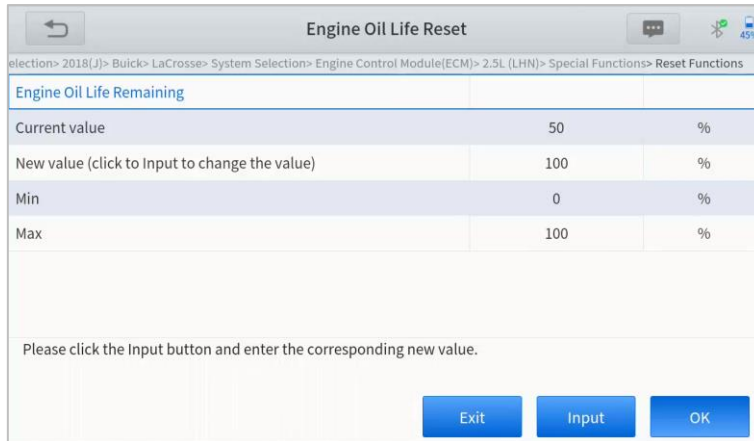 Engine Oil Life Reset
45%
election> 2018(J)> Buick> LaCrosse> System Selection> Engine Control Module(ECM)> 2.5L (LHN)> Special Functions> Reset Functions
Engine Oil Life Remaining
Current value 50 %
New value (click to Input to change the value) 100 %
Min 0 %
Max 100 %
Please click the Input button and enter the corresponding new value.
Exit Input OK